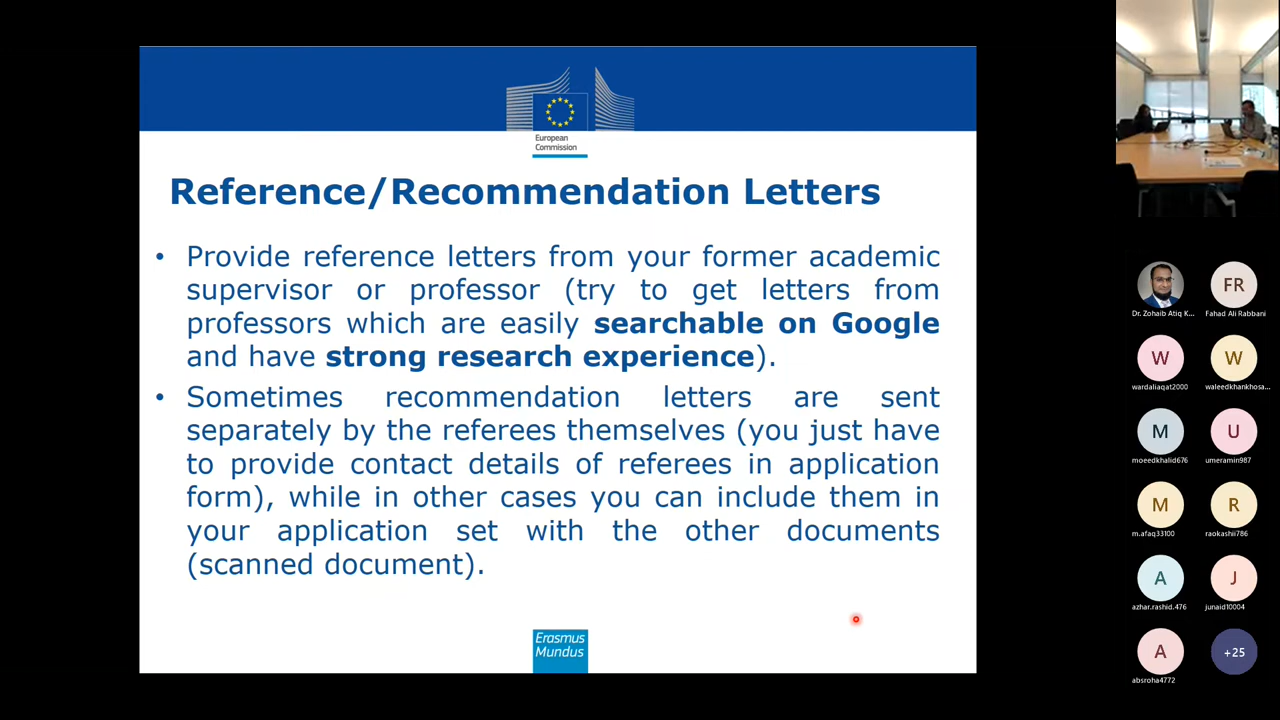 European
Commission
Reference/Recommendation Letters
• Provide reference letters from your former academic
supervisor or professor (try to get letters from
professors which are easily searchable on Google
and have strong research experience).
• Sometimes recommendation letters are sent
separately by the referees themselves (you just have
to provide contact details of referees in application
form), while in other cases you can include them in
your application set with the other documents
(scanned document).
Erasmus
Mundus
Dr. Zohaib Atiq K...
FR
Fahad Ali Rabbani
W
wardaliaqat2000
W
waleedkhankhosa...
M
moeedkhalid676
U
umeramin987
M
m.afaq33100
R
raokashii786
A
azhar.rashid.476
J
junaid10004
A
absroha4772
+25